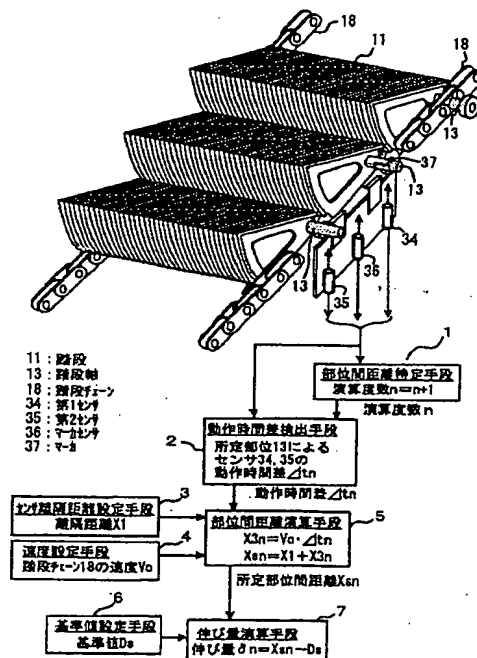 18
11
18
13
37
13
34
13
36
35
11 : 踏段
13 : 踏段軸
18 : 踏段チェーン
34 : 第1センサ
35 : 第2センサ
36 : マーカセンサ
37 : マーカ
1
部位間距離特定手段
演算度数n=n+1
演算度数n
2
動作時間差検出手段
所定部位13による
センサ34,35の
動作時間差⊿tn
動作時間差⊿tn
3
センサ離隔距離設定手段
離隔距離X1
4
速度設定手段
踏段チェーン18の速度Vo
5
部位間距離演算手段
X3n=Vo·⊿tn
Xsn=X1+X3n
所定部位間距離Xsn
6
基準値設定手段
基準値Ds
7
伸び量演算手段
伸び量δn=Xsn−Ds